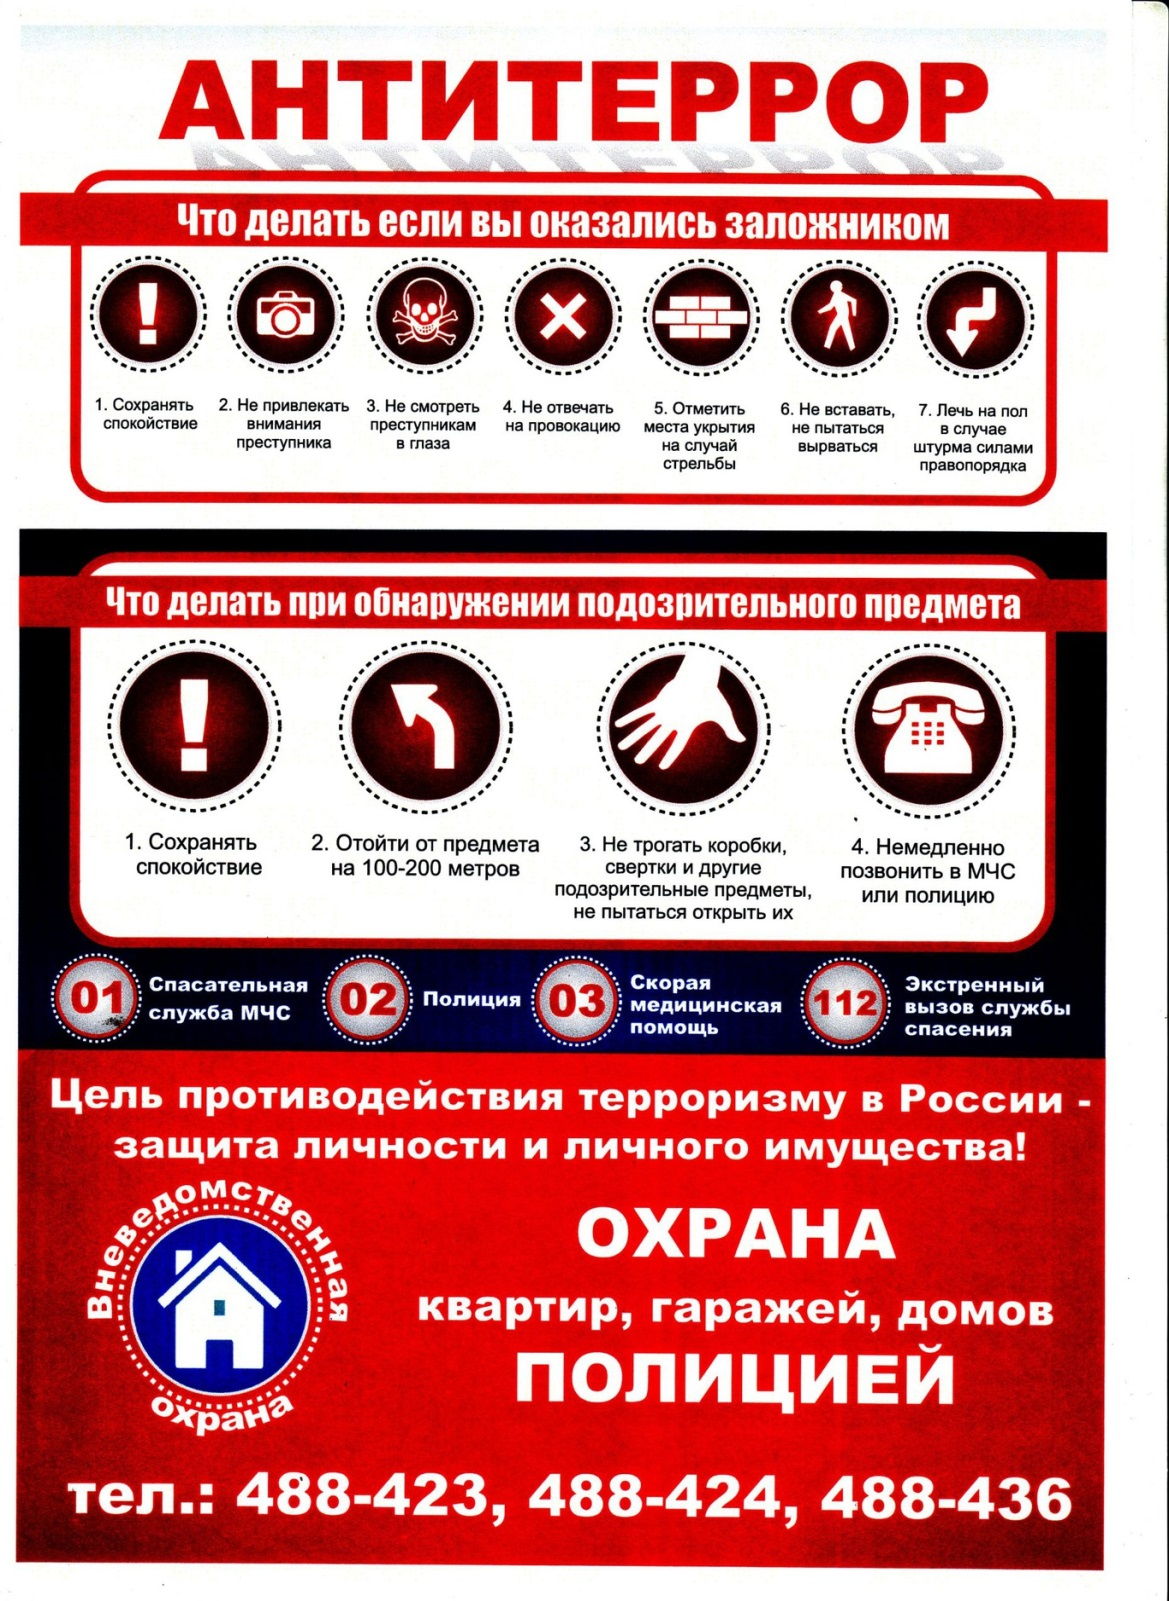 АНТИТЕРРОР
Что делать если вы оказались заложником
1. Сохранять
спокойствие
2. Не привлекать
внимания
преступника
3. Не смотреть
преступникам
в глаза
4. Не отвечать
на провокацию
5. Отметить
места укрытия
на случай
стрельбы
6. Не вставать,
не пытаться
вырваться
7. Лечь на пол
в случае
штурма силами
правопорядка
Что делать при обнаружении подозрительного предмета
1. Сохранять
спокойствие
2. Отойти от предмета
на 100-200 метров
3. Не трогать коробки,
свертки и другие
подозрительные предметы,
не пытаться открыть их
4. Немедленно
позвонить в МЧС
или полицию
01
Спасательная
служба МЧС
02
Полиция
03
Скорая
медицинская
помощь
112
Экстренный
вызов службы
спасения
Цель противодействия терроризму в России -
защита личности и личного имущества!
Вневедомственная
охрана
ОХРАНА
квартир, гаражей, домов
ПОЛИЦИЕЙ
тел.: 488-423, 488-424, 488-436